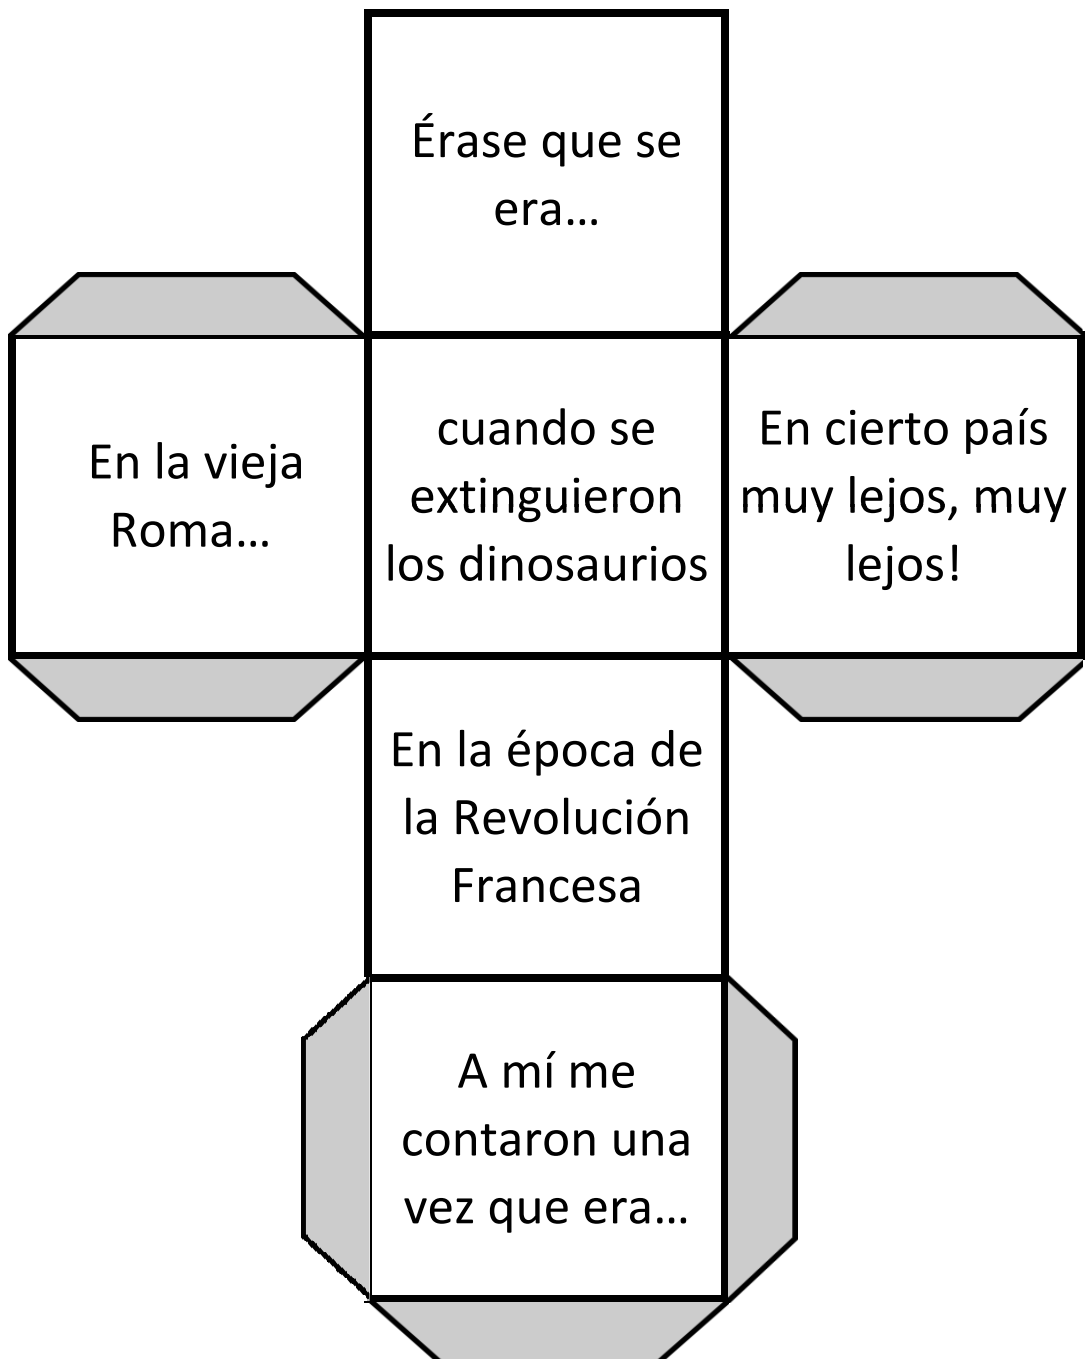 Érase que se
era...
En la vieja
Roma...
cuando se
extinguieron
los dinosaurios
En cierto país
muy lejos, muy
lejos!
En la época de
la Revolución
Francesa
A mí me
contaron una
vez que era...